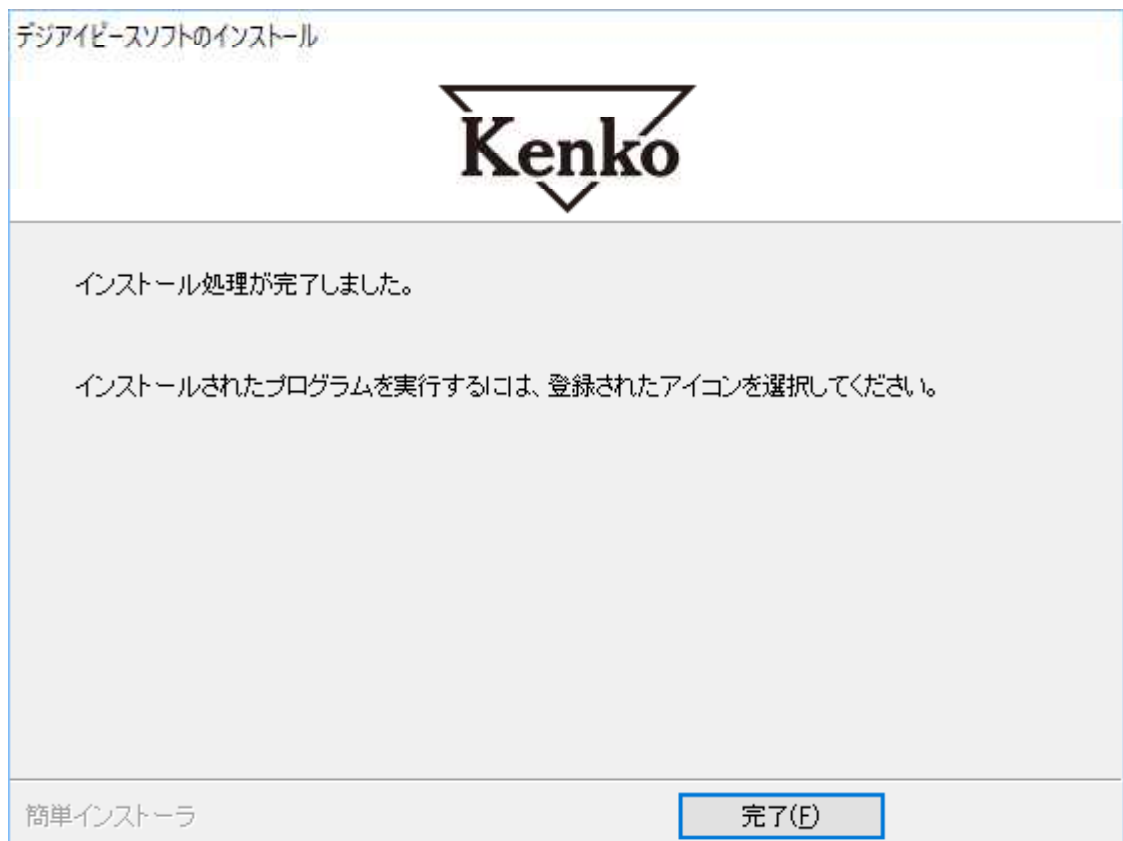 デジアイピースソフトのインストール
Kenko
インストール処理が完了しました。
インストールされたプログラムを実行するには、登録されたアイコンを選択してください。
簡単インストーラ
完了(F)